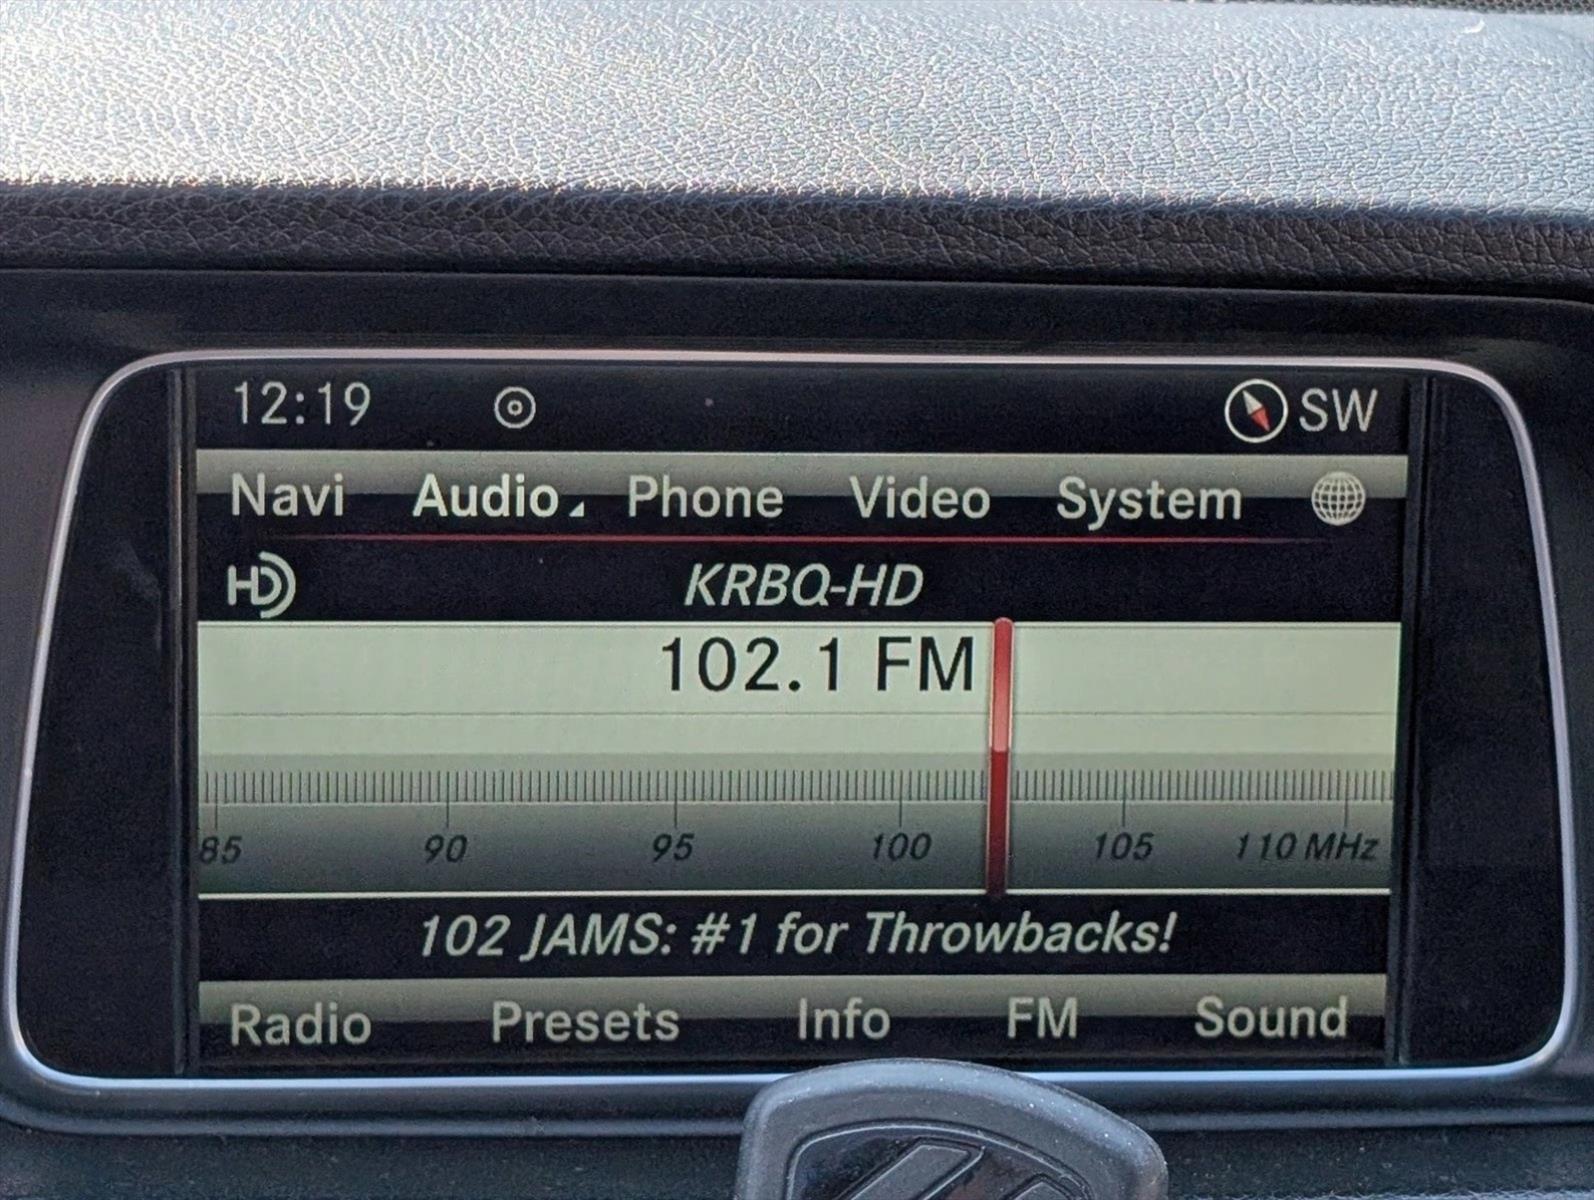 12:19 SW
Navi Audio Phone Video System
HD KRBQ-HD
102.1 FM
85 90 95 100 105 110 MHz
102 JAMS: #1 for Throwbacks!
Radio Presets Info FM Sound